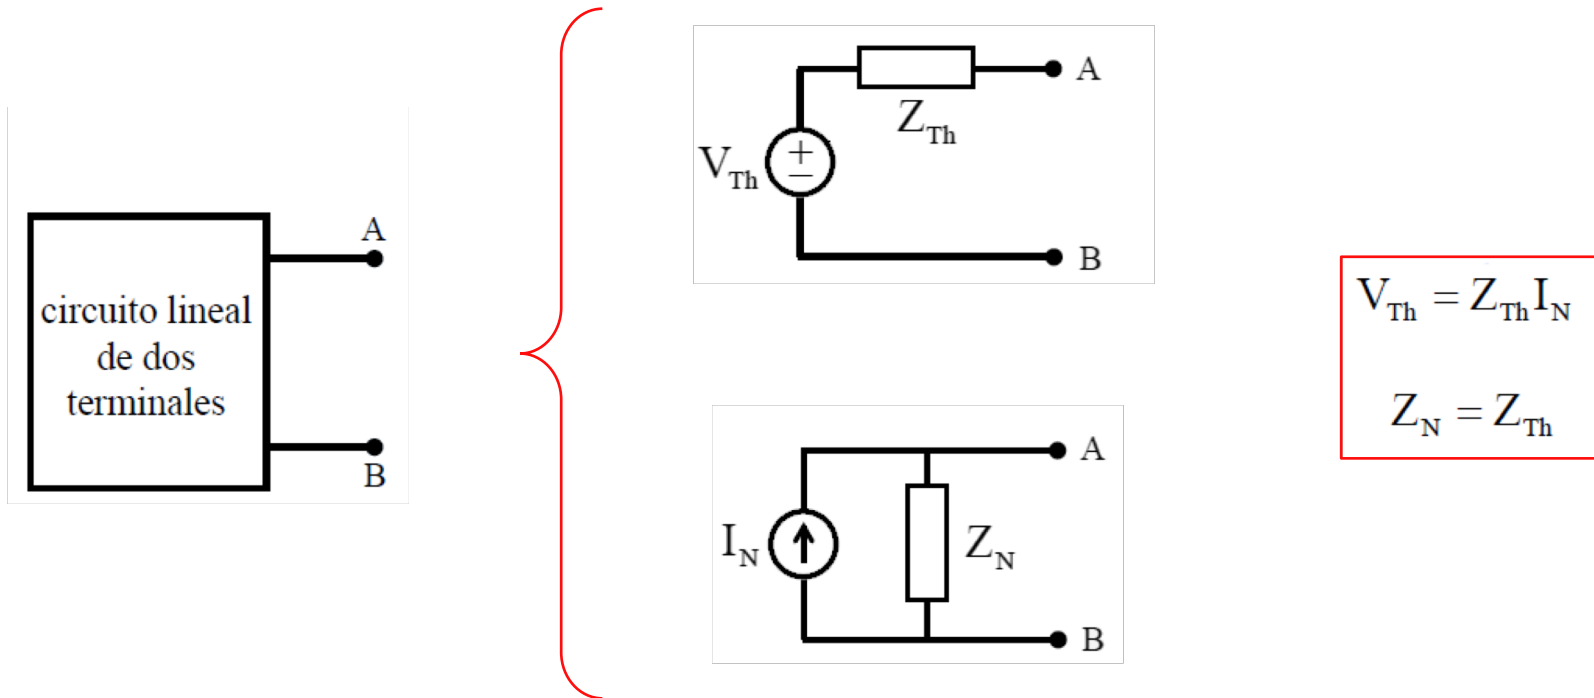 A
circuito lineal
de dos
terminales
B
A
Z_Th
V_Th
+
−
B
A
I_N
Z_N
B
V_Th = Z_Th I_N
Z_N = Z_Th